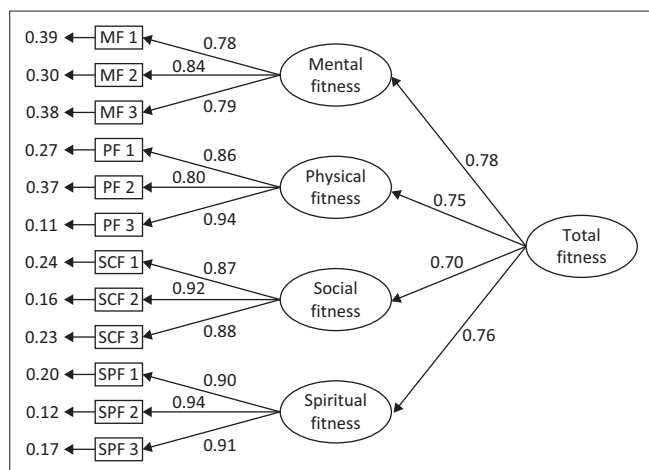 0.39 MF 1 0.78
0.30 MF 2 0.84
0.38 MF 3 0.79
Mental
fitness
0.27 PF 1 0.86
0.37 PF 2 0.80
0.11 PF 3 0.94
Physical
fitness
0.24 SCF 1 0.87
0.16 SCF 2 0.92
0.23 SCF 3 0.88
Social
fitness
0.20 SPF 1 0.90
0.12 SPF 2 0.94
0.17 SPF 3 0.91
Spiritual
fitness
0.78
0.75
0.70
0.76
Total
fitness